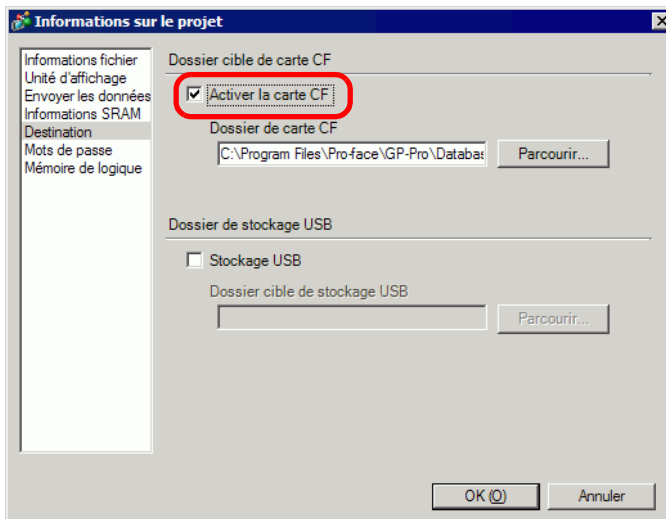 Informations sur le projet
Informations fichier
Unité d'affichage
Envoyer les données
Informations SRAM
Destination
Mots de passe
Mémoire de logique
Dossier cible de carte CF
Activer la carte CF
Dossier de carte CF
C:\Program Files\Pro-face\GP-Pro\Databas
Parcourir...
Dossier de stockage USB
Stockage USB
Dossier cible de stockage USB
Parcourir...
OK (O)
Annuler